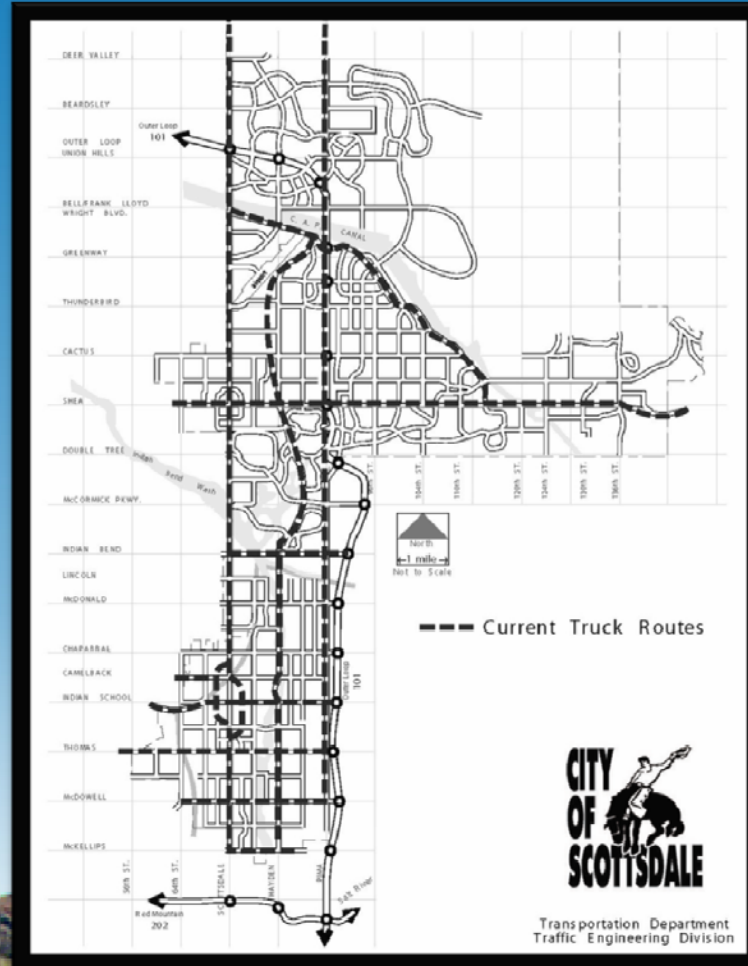 DEER VALLEY
BEARDSLEY
Outer Loop
101
OUTER LOOP
UNION HILLS
BELL/FRANK LLOYD
WRIGHT BLVD.
C. A. P. CANAL
GREENWAY
THUNDERBIRD
CACTUS
SHEA
DOUBLE TREE
Indian Bend Wash
McCORMICK PKWY.
96th ST.
104th ST.
110th ST.
120th ST.
124th ST.
130th ST.
136th ST.
North
1 mile
Not to Scale
INDIAN BEND
LINCOLN
McDONALD
Current Truck Routes
CHAPARRAL
CAMELBACK
INDIAN SCHOOL
Outer Loop
101
THOMAS
McDOWELL
McKELLIPS
56th ST.
64th ST.
SCOTTSDALE
HAYDEN
PIMA
Red Mountain
202
Salt River
CITY
OF
SCOTTSDALE
Transportation Department
Traffic Engineering Division